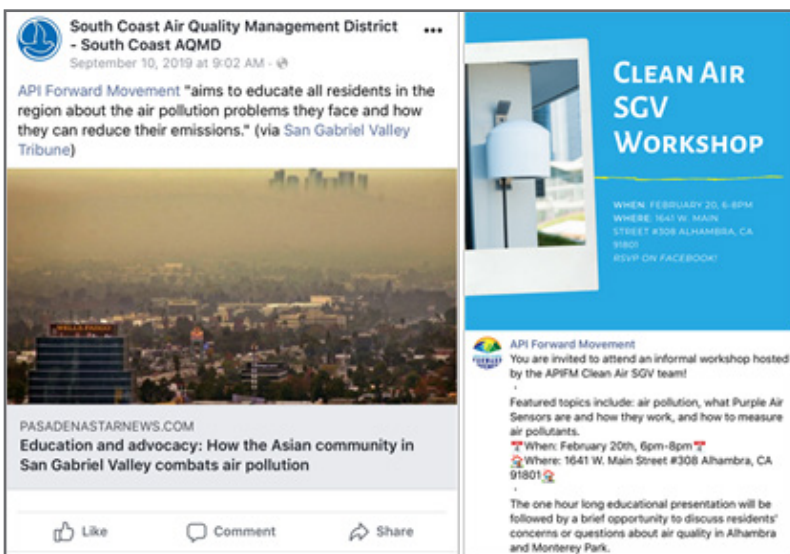 South Coast Air Quality Management District
- South Coast AQMD
September 10, 2019 at 9:02 AM ·
API Forward Movement "aims to educate all residents in the
region about the air pollution problems they face and how
they can reduce their emissions." (via San Gabriel Valley
Tribune)
WELLS FARGO
PASADENASTARNEWS.COM
Education and advocacy: How the Asian community in
San Gabriel Valley combats air pollution
Like
Comment
Share
CLEAN AIR
SGV
WORKSHOP
WHEN: FEBRUARY 20, 6-8PM
WHERE: 1641 W. MAIN
STREET #308 ALHAMBRA, CA
91801
RSVP ON FACEBOOK!
API Forward Movement
You are invited to attend an informal workshop hosted
by the APIFM Clean Air SGV team!
Featured topics include: air pollution, what Purple Air
Sensors are and how they work, and how to measure
air pollutants.
When: February 20th, 6pm-8pm
Where: 1641 W. Main Street #308 Alhambra, CA
91801
The one hour long educational presentation will be
followed by a brief opportunity to discuss residents'
concerns or questions about air quality in Alhambra
and Monterey Park.